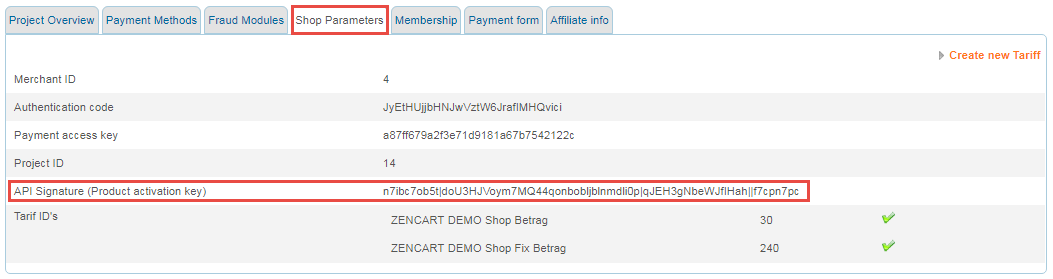 Project Overview Payment Methods Fraud Modules Shop Parameters Membership Payment form Affiliate info
Create new Tariff
Merchant ID 4
Authentication code JyEtHUjjbHNJwVztW6JrafIMHQvici
Payment access key a87ff679a2f3e71d9181a67b7542122c
Project ID 14
API Signature (Product activation key) n7ibc7ob5t|doU3HJVoym7MQ44qonbobljblnmdli0p|qJEH3gNbeWJfIHah||f7cpn7pc
Tarif ID's ZENCART DEMO Shop Betrag 30
ZENCART DEMO Shop Fix Betrag 240